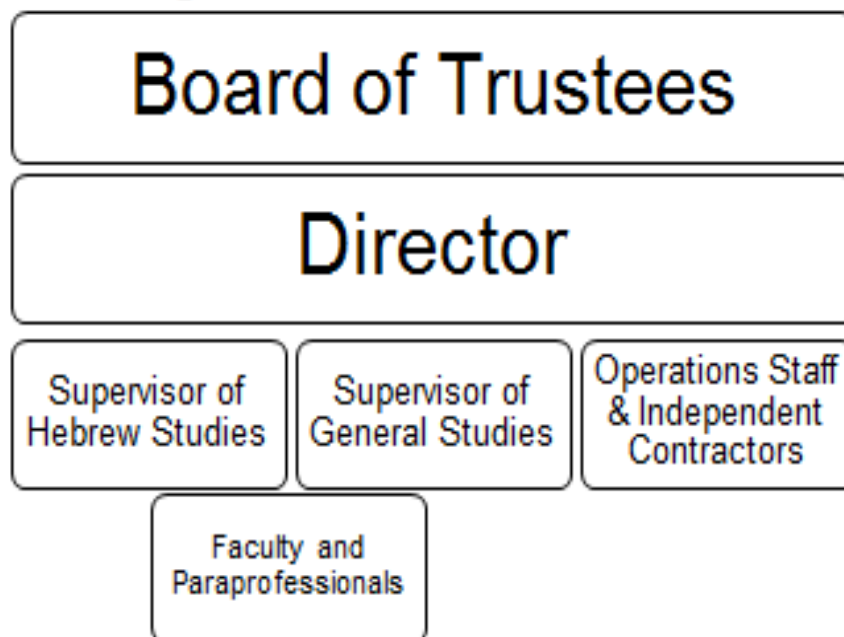 Board of Trustees
Director
Supervisor of
Hebrew Studies
Supervisor of
General Studies
Operations Staff
& Independent
Contractors
Faculty and
Paraprofessionals